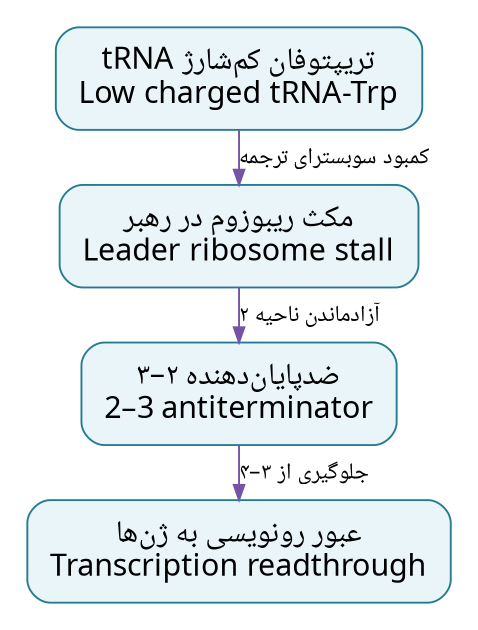 tRNA تریپتوفان کم‌شارژ
Low charged tRNA-Trp
کمبود سوبسترای ترجمه
مکث ریبوزوم در رهبر
Leader ribosome stall
آزادماندن ناحیه ۲
ضدپایان‌دهنده ۲–۳
2–3 antiterminator
جلوگیری از ۳–۴
عبور رونویسی به ژن‌ها
Transcription readthrough